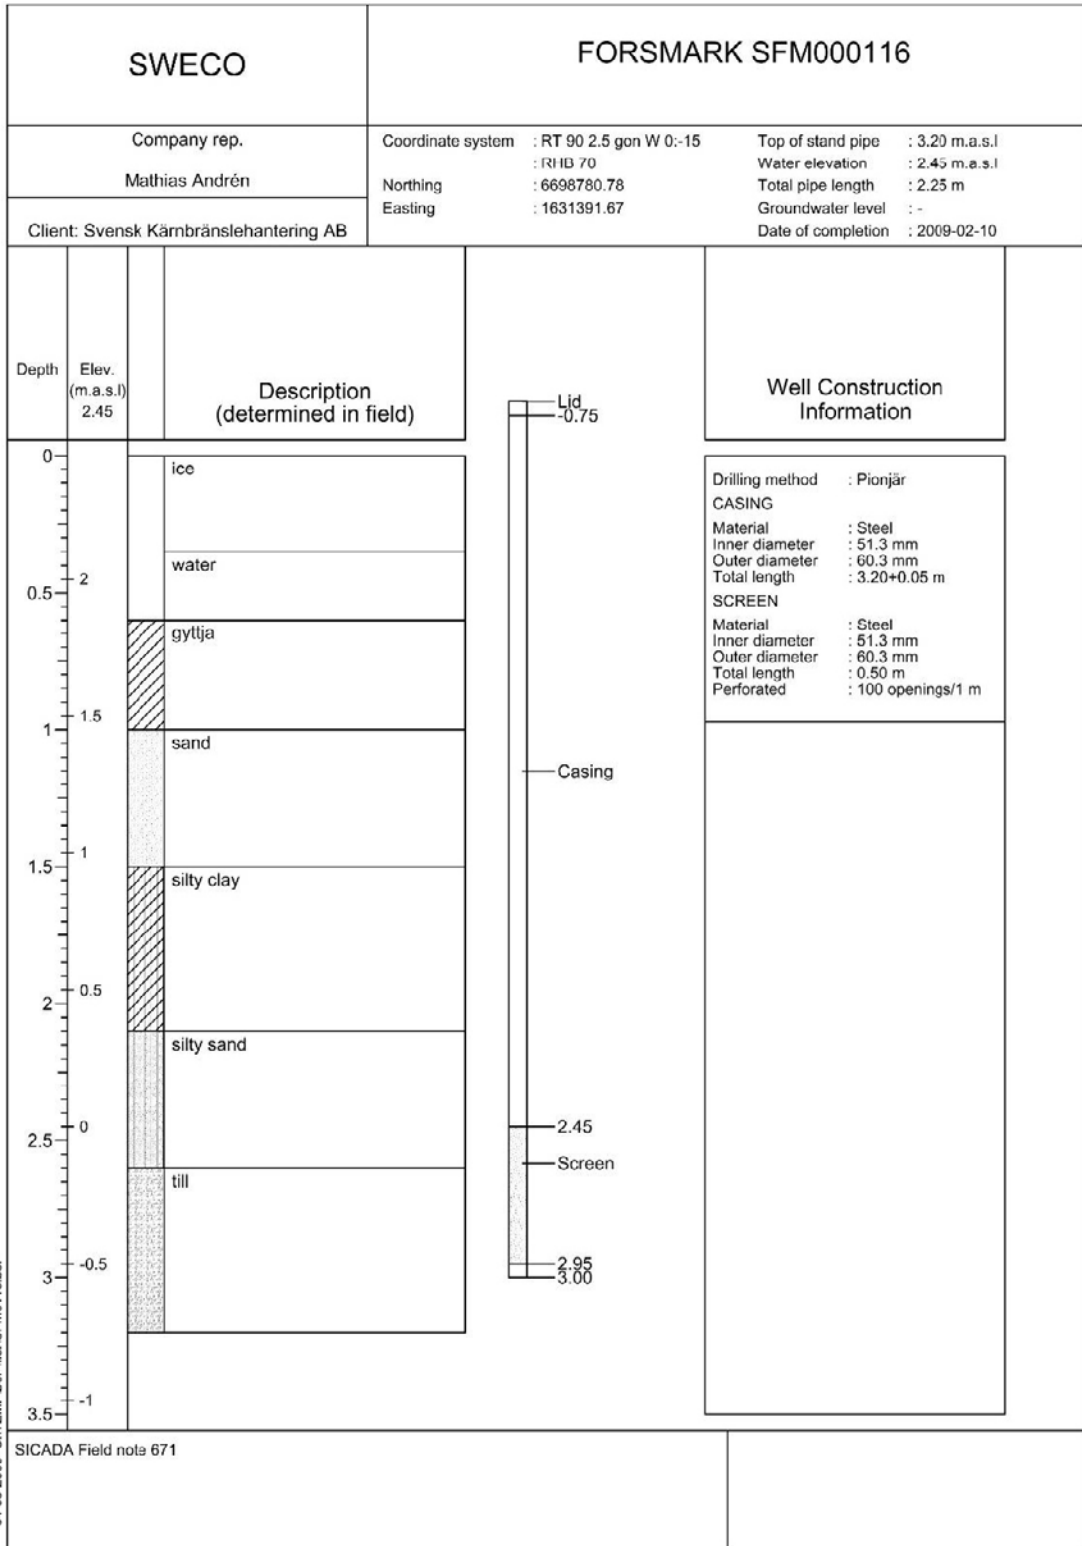 SWECO
FORSMARK SFM000116
Company rep.
Mathias Andrén
Client: Svensk Kärnbränslehantering AB
Coordinate system : RT 90 2.5 gon W 0:-15
: RHB 70
Northing : 6698780.78
Easting : 1631391.67
Top of stand pipe : 3.20 m.a.s.l
Water elevation : 2.45 m.a.s.l
Total pipe length : 2.25 m
Groundwater level : -
Date of completion : 2009-02-10
Depth
Elev.
(m.a.s.l)
2.45
Description
(determined in field)
Well Construction
Information
0
0.5
1
1.5
2
2.5
3
3.5
2
1.5
1
0.5
0
-0.5
-1
ice
water
gyttja
sand
silty clay
silty sand
till
Lid
-0.75
Casing
2.45
Screen
2.95
3.00
Drilling method : Pionjär
CASING
Material : Steel
Inner diameter : 51.3 mm
Outer diameter : 60.3 mm
Total length : 3.20+0.05 m
SCREEN
Material : Steel
Inner diameter : 51.3 mm
Outer diameter : 60.3 mm
Total length : 0.50 m
Perforated : 100 openings/1 m
SICADA Field note 671